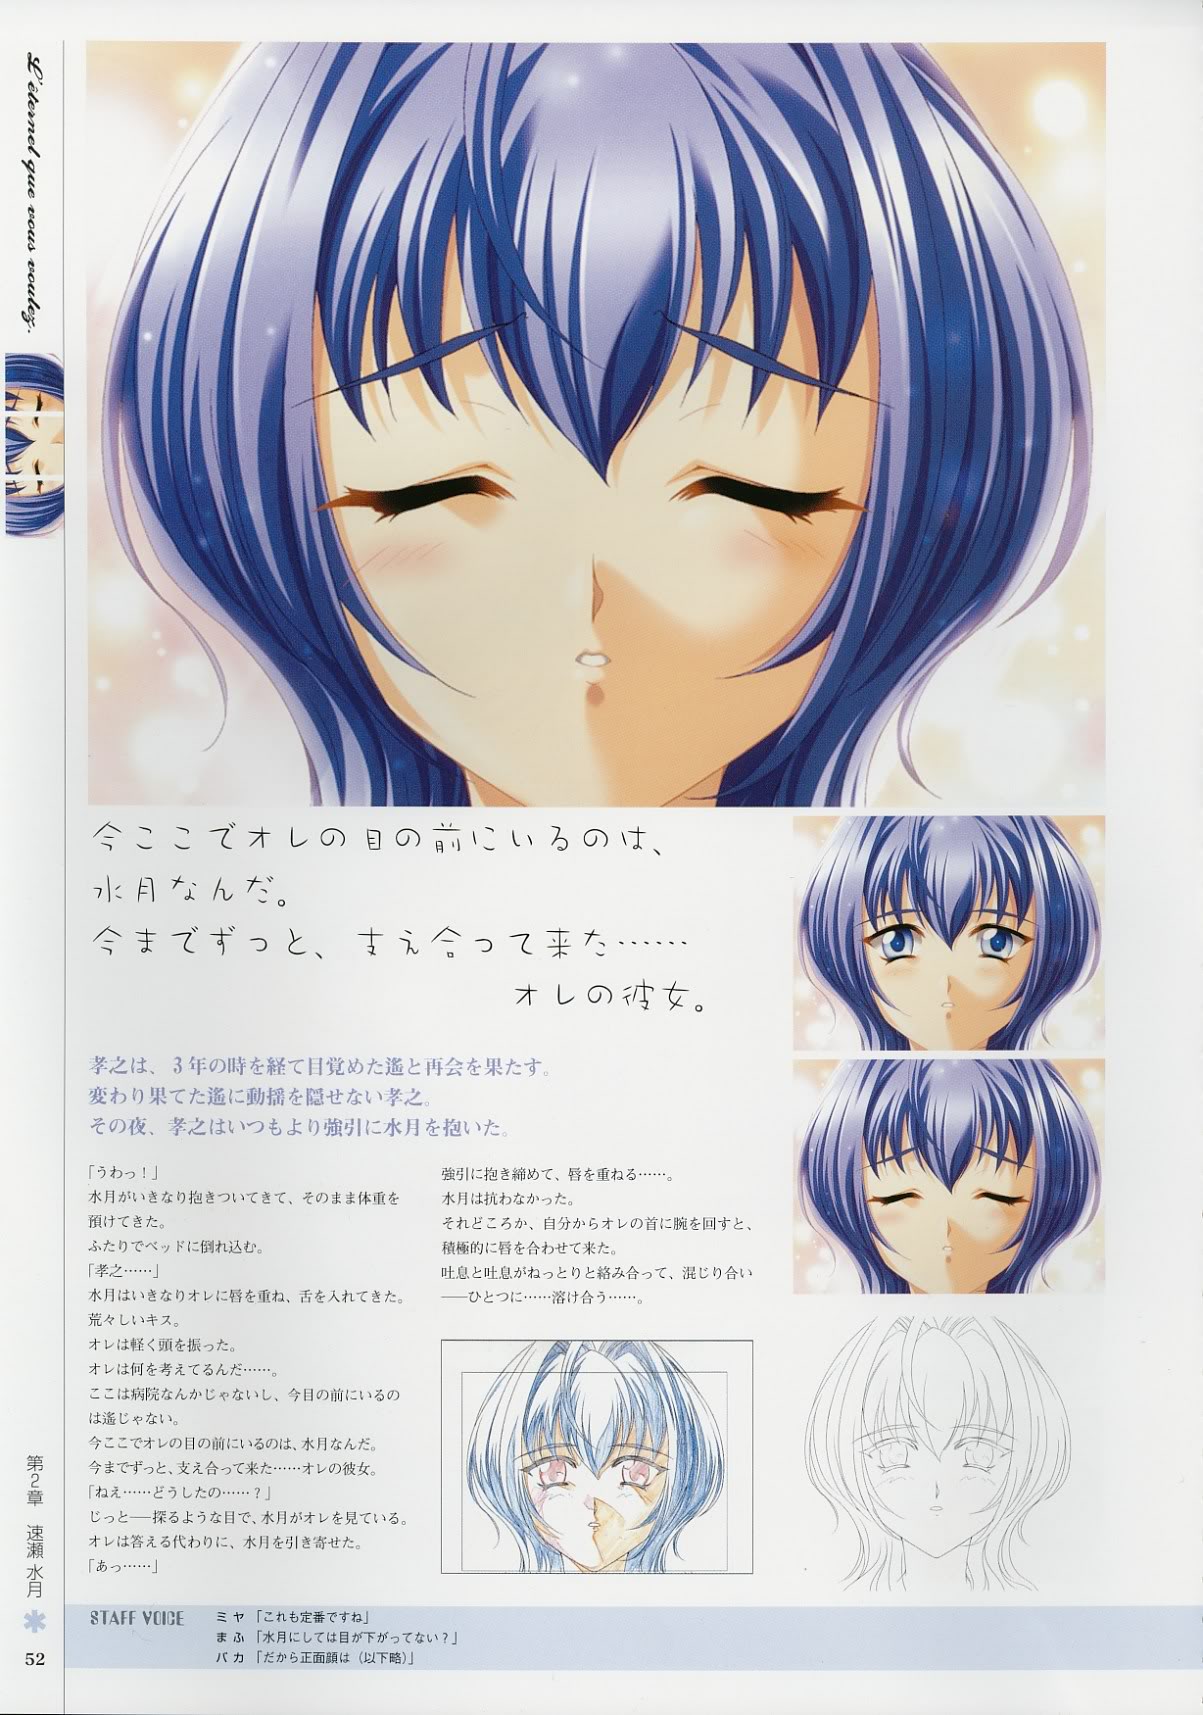 L'éternel que vous voulez.
今ここでオレの目の前にいるのは、
水月なんだ。
今までずっと、支え合って来た……
オレの彼女。
孝之は、3年の時を経て目覚めた遙と再会を果たす。
変わり果てた遙に動揺を隠せない孝之。
その夜、孝之はいつもより強引に水月を抱いた。
「うわっ！」
水月がいきなり抱きついてきて、そのまま体重を
預けてきた。
ふたりでベッドに倒れ込む。
「孝之……」
水月はいきなりオレに唇を重ね、舌を入れてきた。
荒々しいキス。
オレは軽く頭を振った。
オレは何を考えてるんだ……。
ここは病院なんかじゃないし、今目の前にいるの
は遙じゃない。
今ここでオレの目の前にいるのは、水月なんだ。
今までずっと、支え合って来た……オレの彼女。
「ねえ……どうしたの……？」
じっと──探るような目で、水月がオレを見ている。
オレは答える代わりに、水月を引き寄せた。
「あっ……」
強引に抱き締めて、唇を重ねる……。
水月は抗わなかった。
それどころか、自分からオレの首に腕を回すと、
積極的に唇を合わせて来た。
吐息と吐息がねっとりと絡み合って、混じり合い
──ひとつに……溶け合う……。
第2章 速瀬 水月
52
STAFF VOICE
ミヤ「これも定番ですね」
まふ「水月にしては目が下がってない？」
バカ「だから正面顔は（以下略）」